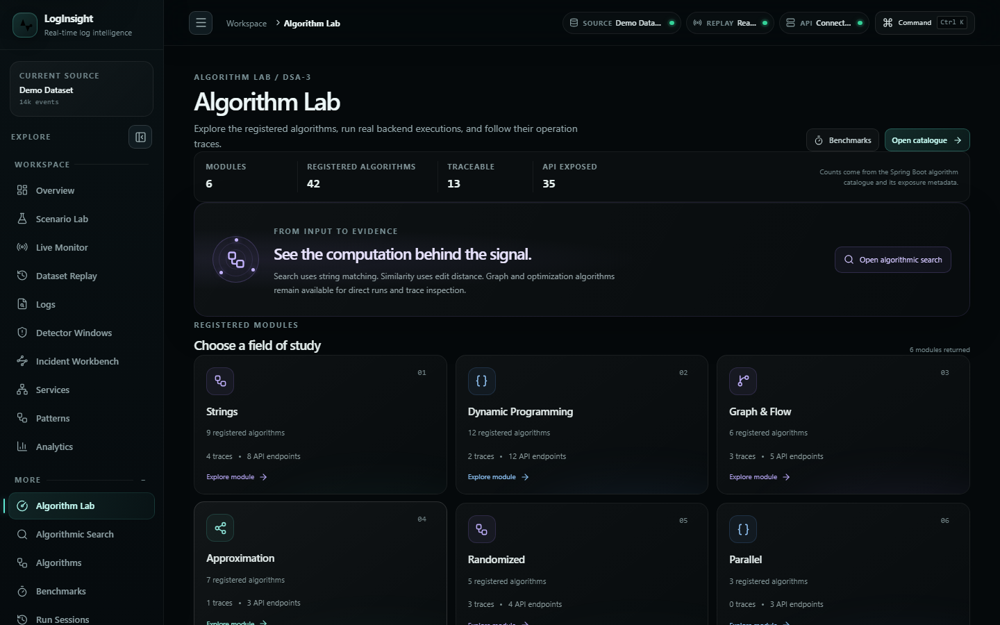 LogInsight
Real-time log intelligence
CURRENT SOURCE
Demo Dataset
14k events
EXPLORE
WORKSPACE
Overview
Scenario Lab
Live Monitor
Dataset Replay
Logs
Detector Windows
Incident Workbench
Services
Patterns
Analytics
MORE –
Algorithm Lab
Algorithmic Search
Algorithms
Benchmarks
Run Sessions
Workspace > Algorithm Lab
SOURCE Demo Data...
REPLAY Rea...
API Connect...
Command Ctrl K
ALGORITHM LAB / DSA-3
Algorithm Lab
Explore the registered algorithms, run real backend executions, and follow their operation
traces.
Benchmarks
Open catalogue →
MODULES
6
REGISTERED ALGORITHMS
42
TRACEABLE
13
API EXPOSED
35
Counts come from the Spring Boot algorithm
catalogue and its exposure metadata.
FROM INPUT TO EVIDENCE
See the computation behind the signal.
Search uses string matching. Similarity uses edit distance. Graph and optimization algorithms
remain available for direct runs and trace inspection.
Open algorithmic search
REGISTERED MODULES
Choose a field of study
6 modules returned
01
Strings
9 registered algorithms
4 traces • 8 API endpoints
Explore module →
02
Dynamic Programming
12 registered algorithms
2 traces • 12 API endpoints
Explore module →
03
Graph & Flow
6 registered algorithms
3 traces • 5 API endpoints
Explore module →
04
Approximation
7 registered algorithms
1 traces • 3 API endpoints
Explore module →
05
Randomized
5 registered algorithms
3 traces • 4 API endpoints
Explore module →
06
Parallel
3 registered algorithms
0 traces • 3 API endpoints
Explore module →